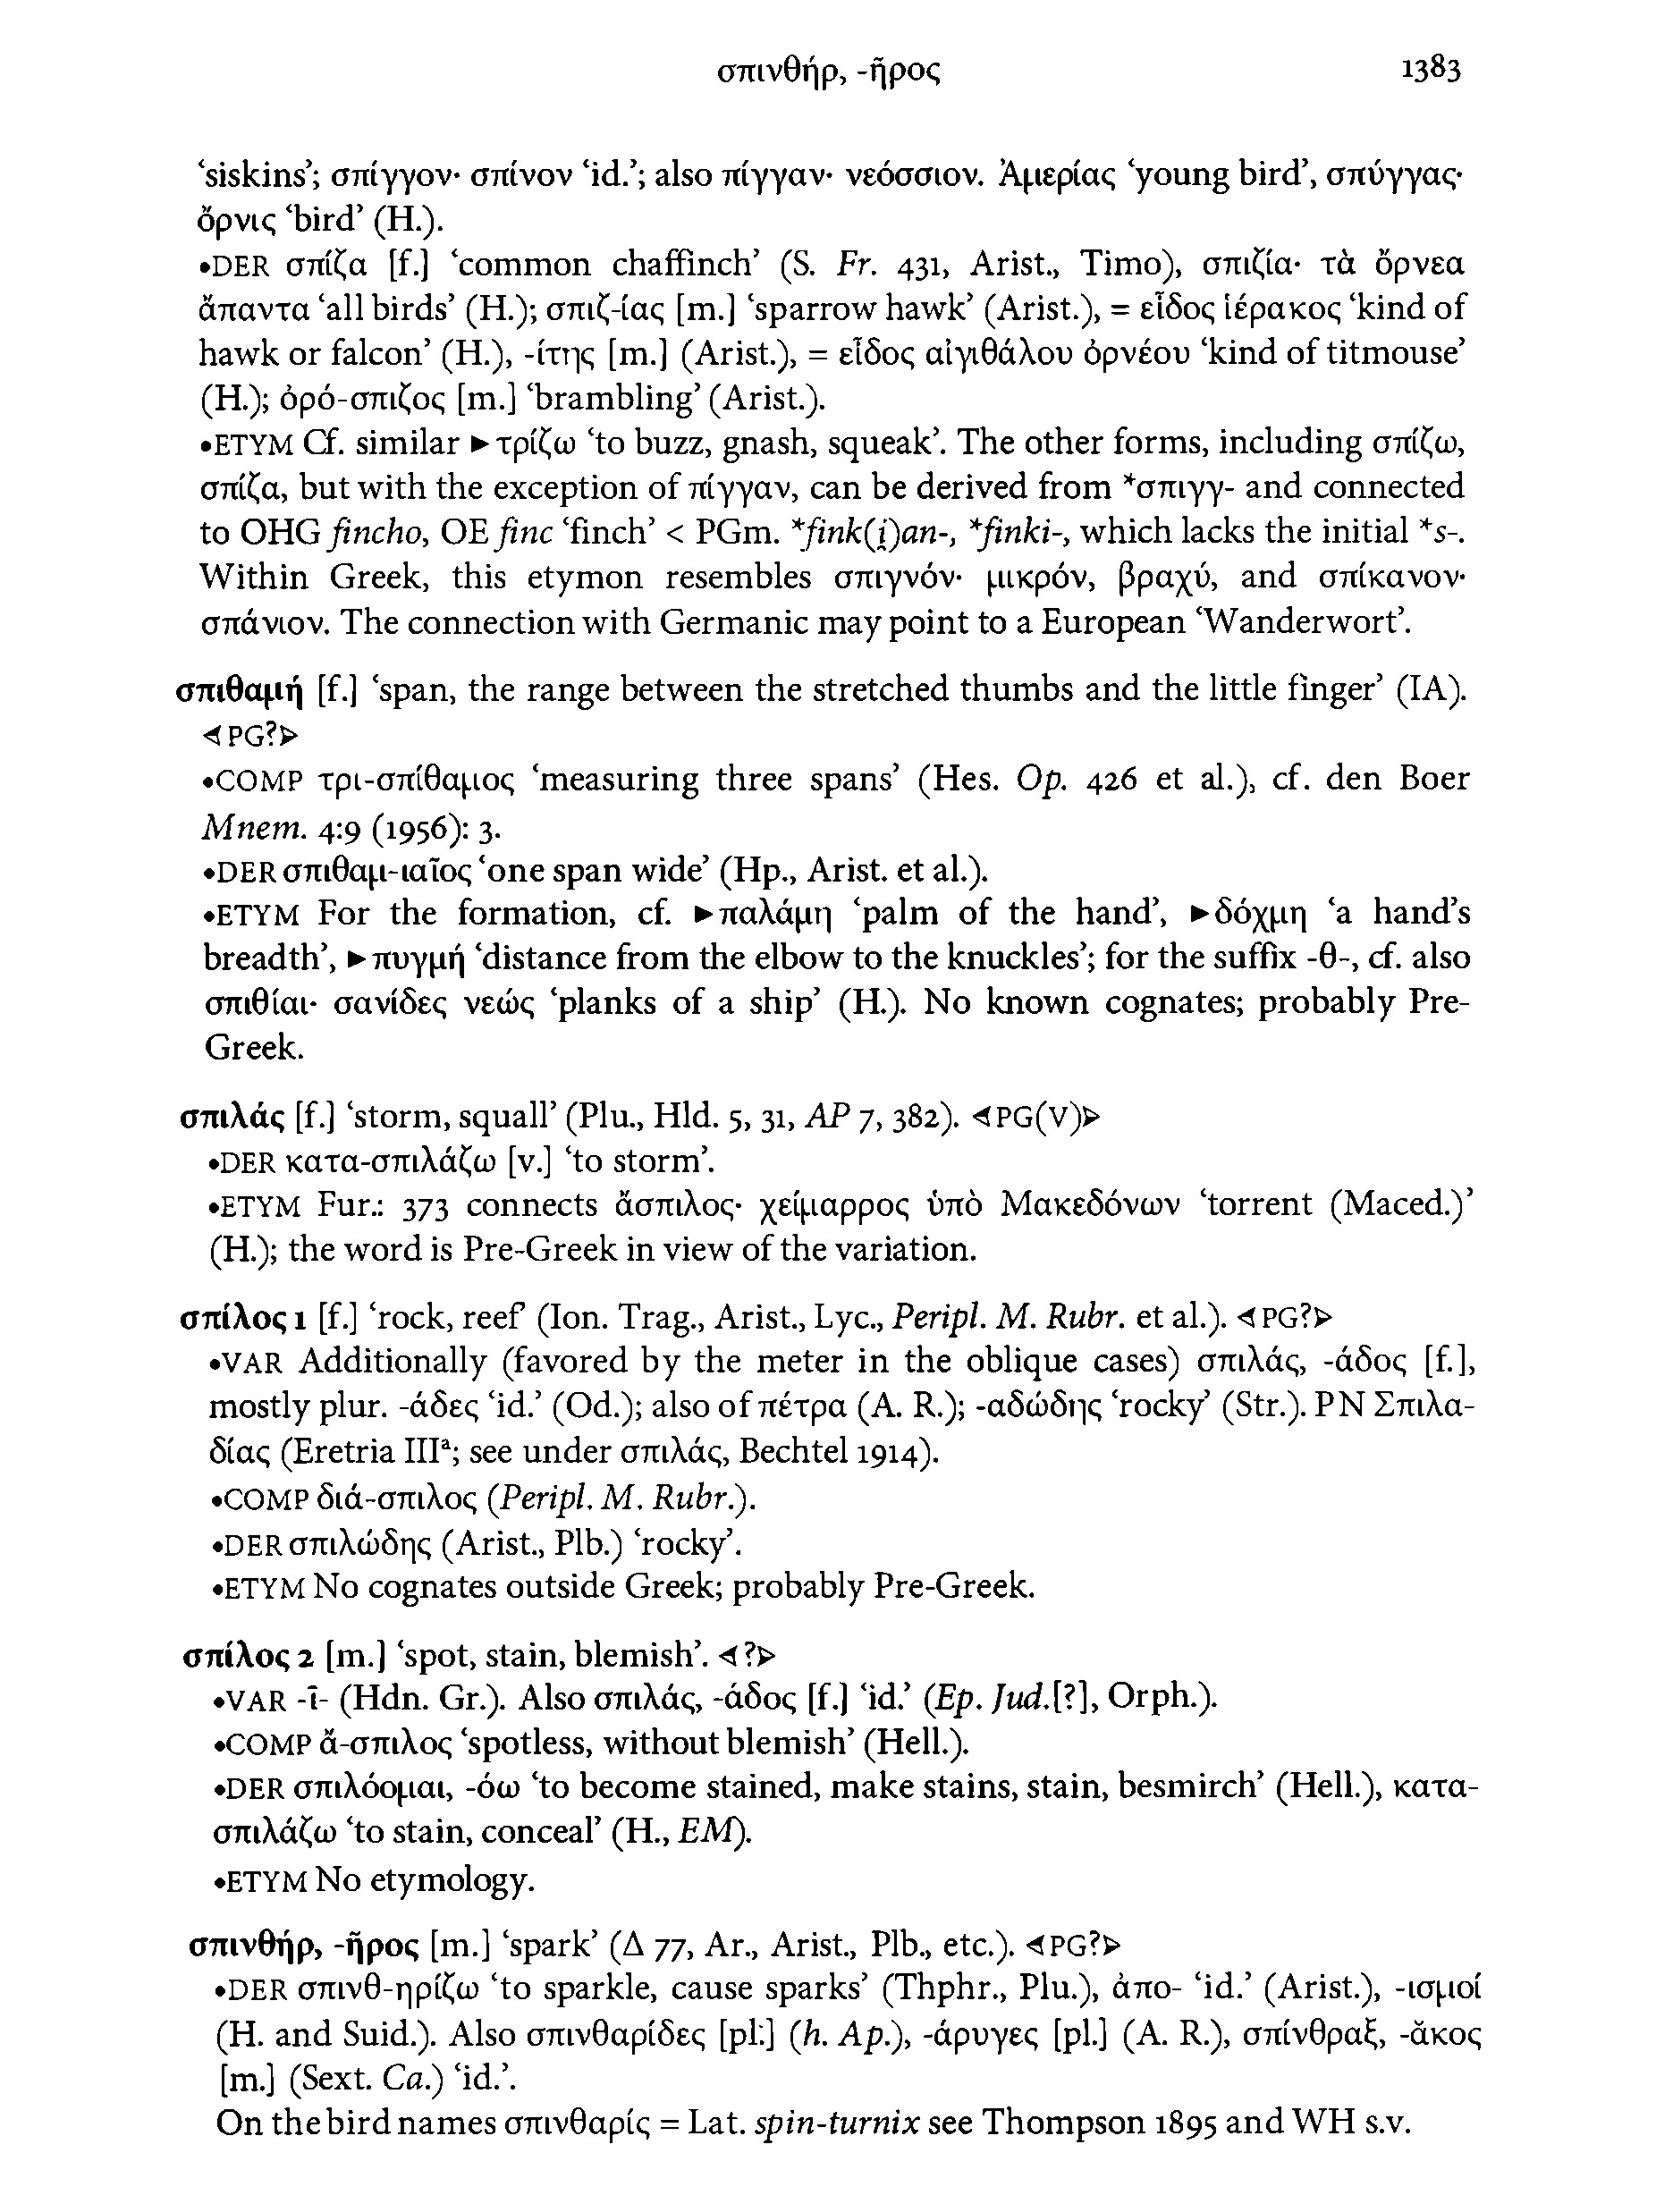 σπινθήρ, -ῆρος 1383
‘siskins’; σπίγγον· σπίνον ‘id.’; also πίγγαν· νεόσσιον. Ἀμερίας ‘young bird’, σπύγγας·
ὄρνις ‘bird’ (H.).
•DER σπίζα [f.] ‘common chaffinch’ (S. Fr. 431, Arist., Timo), σπιζία· τὰ ὄρνεα
ἅπαντα ‘all birds’ (H.); σπιζ-ίας [m.] ‘sparrow hawk’ (Arist.), = εἶδος ἱέρακος ‘kind of
hawk or falcon’ (H.), -ίτης [m.] (Arist.), = εἶδος αἰγιθάλου ὀρνέου ‘kind of titmouse’
(H.); ὀρό-σπιζος [m.] ‘brambling’ (Arist.).
•ETYM Cf. similar ►τρίζω ‘to buzz, gnash, squeak’. The other forms, including σπίζω,
σπίζα, but with the exception of πίγγαν, can be derived from *σπιγγ- and connected
to OHG fincho, OE finc ‘finch’ < PGm. *fink(i̯)an-, *finki-, which lacks the initial *s-.
Within Greek, this etymon resembles σπιγνόν· μικρόν, βραχύ, and σπίκανον·
σπάνιον. The connection with Germanic may point to a European ‘Wanderwort’.
σπιθαμή [f.] ‘span, the range between the stretched thumbs and the little finger’ (IA).
◁PG?▷
•COMP τρι-σπίθαμος ‘measuring three spans’ (Hes. Op. 426 et al.), cf. den Boer
Mnem. 4:9 (1956): 3.
•DER σπιθαμ-ιαῖος ‘one span wide’ (Hp., Arist. et al.).
•ETYM For the formation, cf. ►παλάμη ‘palm of the hand’, ►δόχμη ‘a hand’s
breadth’, ►πυγμή ‘distance from the elbow to the knuckles’; for the suffix -θ-, cf. also
σπιθίαι· σανίδες νεώς ‘planks of a ship’ (H.). No known cognates; probably Pre-
Greek.
σπιλάς [f.] ‘storm, squall’ (Plu., Hld. 5, 31, AP 7, 382). ◁PG(V)▷
•DER κατα-σπιλάζω [v.] ‘to storm’.
•ETYM Fur.: 373 connects ἄσπιλος· χείμαρρος ὑπὸ Μακεδόνων ‘torrent (Maced.)’
(H.); the word is Pre-Greek in view of the variation.
σπίλος 1 [f.] ‘rock, reef’ (Ion. Trag., Arist., Lyc., Peripl. M. Rubr. et al.). ◁PG?▷
•VAR Additionally (favored by the meter in the oblique cases) σπιλάς, -άδος [f.],
mostly plur. -άδες ‘id.’ (Od.); also of πέτρα (A. R.); -αδώδης ‘rocky’ (Str.). PN Σπιλα-
δίας (Eretria IIIª; see under σπιλάς, Bechtel 1914).
•COMP διά-σπιλος (Peripl. M. Rubr.).
•DER σπιλώδης (Arist., Plb.) ‘rocky’.
•ETYM No cognates outside Greek; probably Pre-Greek.
σπίλος 2 [m.] ‘spot, stain, blemish’. ◁?▷
•VAR -ῖ- (Hdn. Gr.). Also σπιλάς, -άδος [f.] ‘id.’ (Ep. Jud.[?], Orph.).
•COMP ἄ-σπιλος ‘spotless, without blemish’ (Hell.).
•DER σπιλόομαι, -όω ‘to become stained, make stains, stain, besmirch’ (Hell.), κατα-
σπιλάζω ‘to stain, conceal’ (H., EM).
•ETYM No etymology.
σπινθήρ, -ῆρος [m.] ‘spark’ (Δ 77, Ar., Arist., Plb., etc.). ◁PG?▷
•DER σπινθ-ηρίζω ‘to sparkle, cause sparks’ (Thphr., Plu.), ἀπο- ‘id.’ (Arist.), -ισμοί
(H. and Suid.). Also σπινθαρίδες [pl.] (h. Ap.), -άρυγες [pl.] (A. R.), σπίνθραξ, -ᾰκος
[m.] (Sext. Ca.) ‘id.’.
On the bird names σπινθαρίς = Lat. spin-turnix see Thompson 1895 and WH s.v.